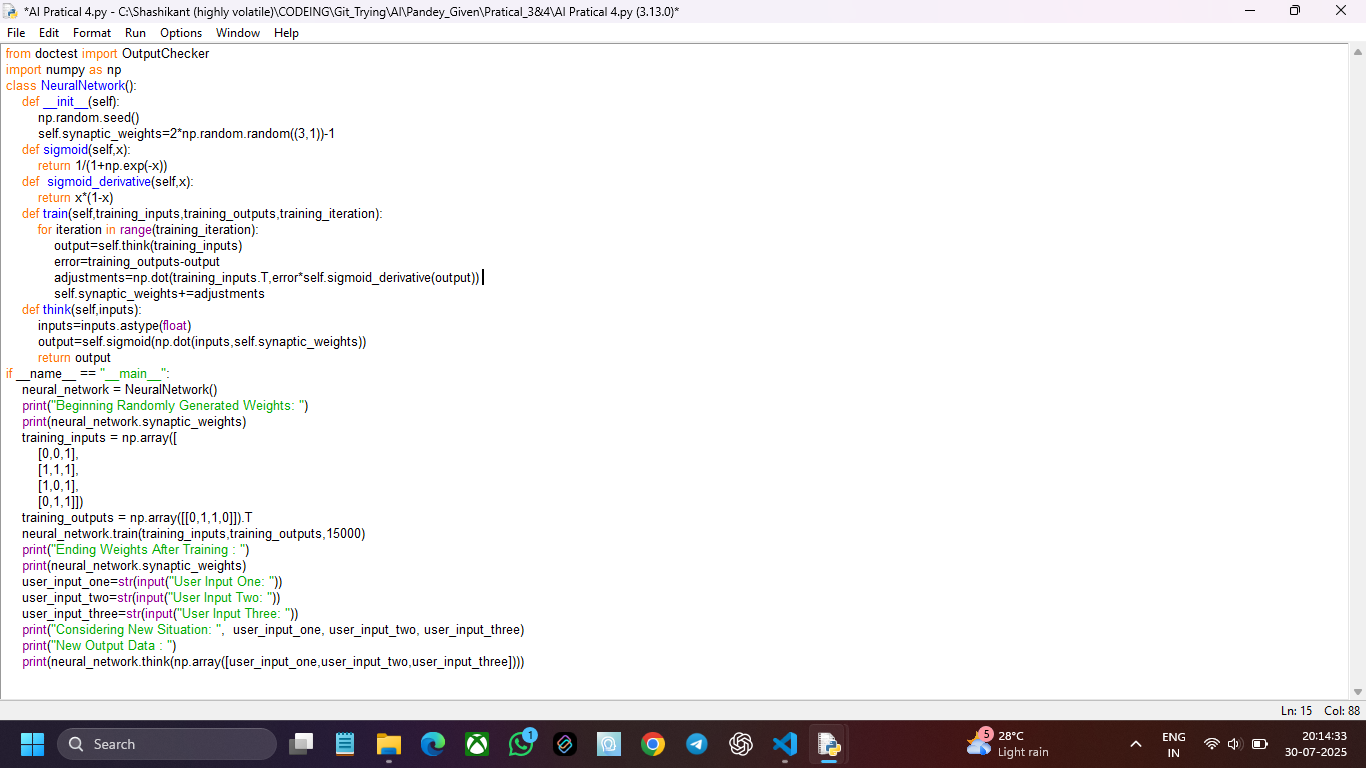 *AI Pratical 4.py - C:\Shashikant (highly volatile)\CODEING\Git_Trying\AI\Pandey_Given\Pratical_3&4\AI Pratical 4.py (3.13.0)*
File Edit Format Run Options Window Help
from doctest import OutputChecker
import numpy as np
class NeuralNetwork():
    def __init__(self):
        np.random.seed()
        self.synaptic_weights=2*np.random.random((3,1))-1
    def sigmoid(self,x):
        return 1/(1+np.exp(-x))
    def  sigmoid_derivative(self,x):
        return x*(1-x)
    def train(self,training_inputs,training_outputs,training_iteration):
        for iteration in range(training_iteration):
            output=self.think(training_inputs)
            error=training_outputs-output
            adjustments=np.dot(training_inputs.T,error*self.sigmoid_derivative(output))
            self.synaptic_weights+=adjustments
    def think(self,inputs):
        inputs=inputs.astype(float)
        output=self.sigmoid(np.dot(inputs,self.synaptic_weights))
        return output
if __name__ == "__main__":
    neural_network = NeuralNetwork()
    print("Beginning Randomly Generated Weights: ")
    print(neural_network.synaptic_weights)
    training_inputs = np.array([
        [0,0,1],
        [1,1,1],
        [1,0,1],
        [0,1,1]])
    training_outputs = np.array([[0,1,1,0]]).T
    neural_network.train(training_inputs,training_outputs,15000)
    print("Ending Weights After Training : ")
    print(neural_network.synaptic_weights)
    user_input_one=str(input("User Input One: "))
    user_input_two=str(input("User Input Two: "))
    user_input_three=str(input("User Input Three: "))
    print("Considering New Situation: ",  user_input_one, user_input_two, user_input_three)
    print("New Output Data : ")
    print(neural_network.think(np.array([user_input_one,user_input_two,user_input_three])))
Ln: 15 Col: 88
Search
1
5
28°C
Light rain
ENG
IN
20:14:33
30-07-2025